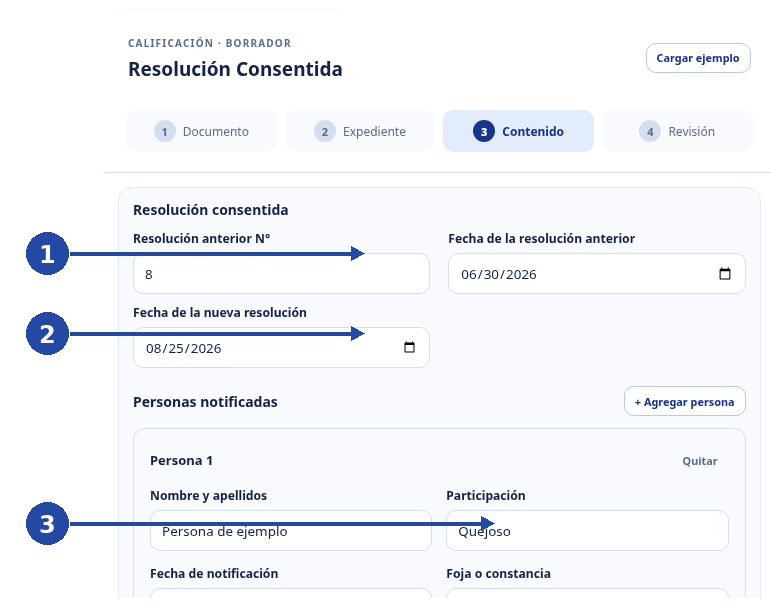 CALIFICACIÓN · BORRADOR
Resolución Consentida
Cargar ejemplo
1 Documento
2 Expediente
3 Contenido
4 Revisión
Resolución consentida
Resolución anterior N°
Fecha de la resolución anterior
1
8
06/30/2026
Fecha de la nueva resolución
2
08/25/2026
Personas notificadas
+ Agregar persona
Persona 1
Quitar
Nombre y apellidos
Participación
3
Persona de ejemplo
Quejoso
Fecha de notificación
Foja o constancia